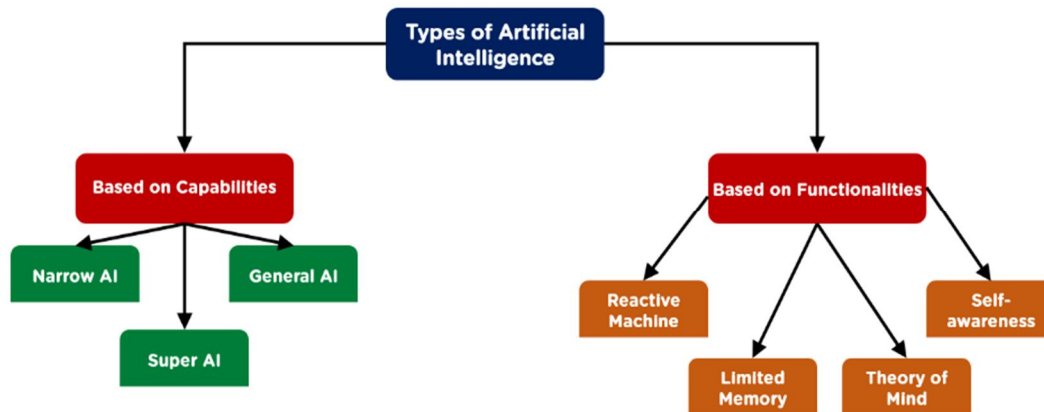 Types of Artificial
Intelligence
Based on Capabilities
Based on Functionalities
Narrow AI
General AI
Super AI
Reactive
Machine
Self-
awareness
Limited
Memory
Theory of
Mind